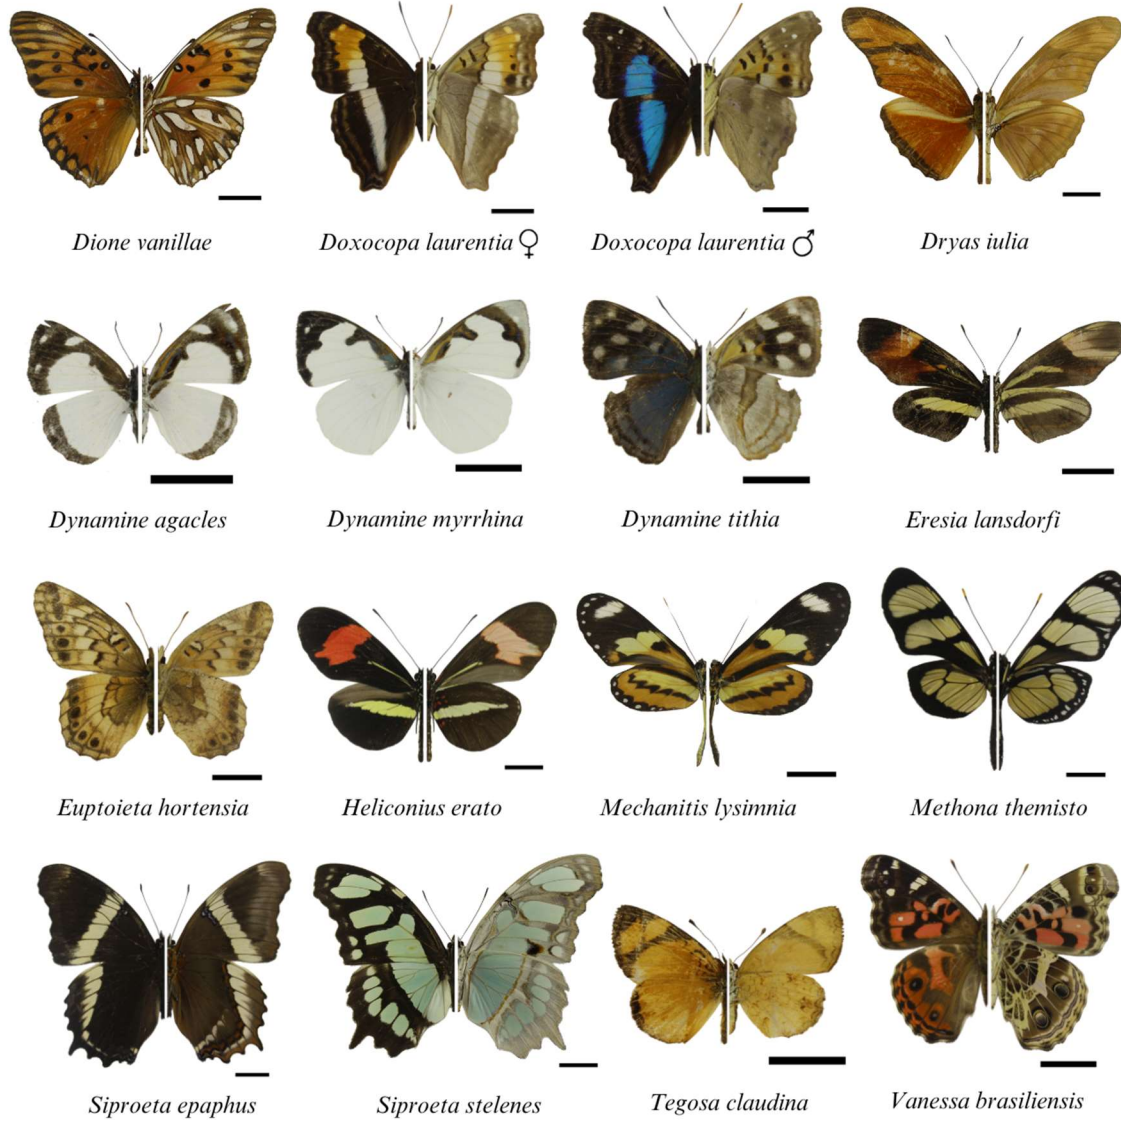 Dione vanillae
Doxocopa laurentia ♀
Doxocopa laurentia ♂
Dryas iulia
Dynamine agacles
Dynamine myrrhina
Dynamine tithia
Eresia lansdorfi
Euptoieta hortensia
Heliconius erato
Mechanitis lysimnia
Methona themisto
Siproeta epaphus
Siproeta stelenes
Tegosa claudina
Vanessa brasiliensis